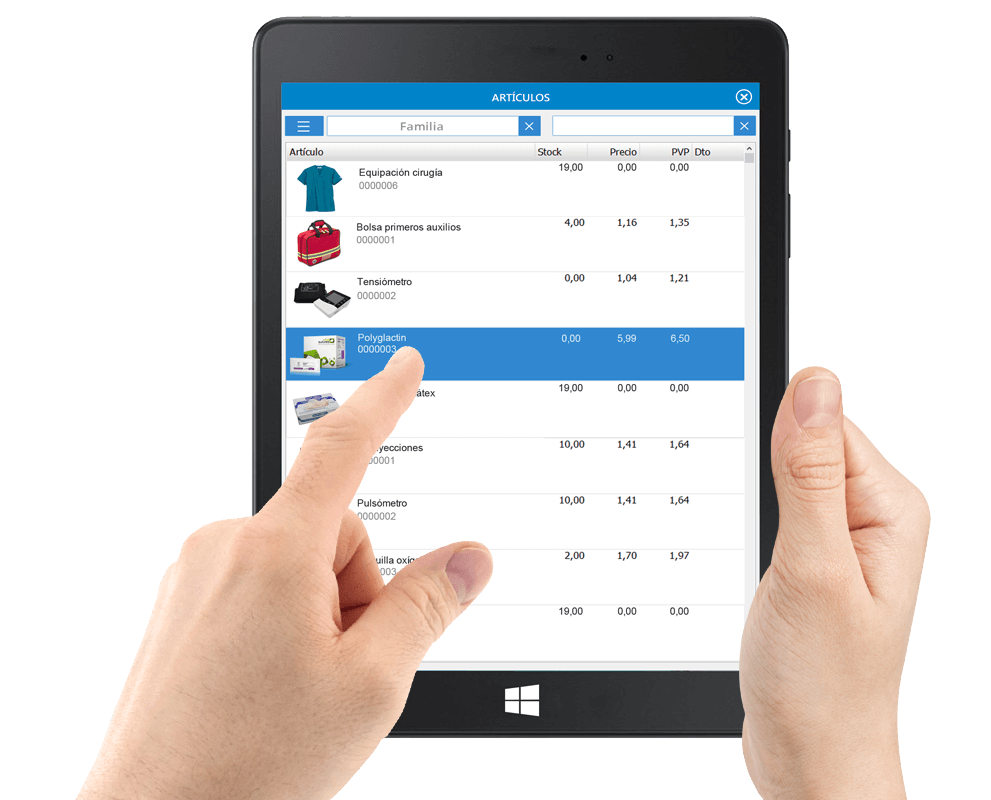 ARTÍCULOS
Familia
Artículo Stock Precio PVP Dto
Equipación cirugía 19,00 0,00 0,00
0000006
Bolsa primeros auxilios 4,00 1,16 1,35
0000001
Tensiómetro 0,00 1,04 1,21
0000002
Polyglactin 0,00 5,99 6,50
0000003
19,00 0,00 0,00
yecciones 10,00 1,41 1,64
0001
Pulsómetro 10,00 1,41 1,64
0000002
2,00 1,70 1,97
003
19,00 0,00 0,00